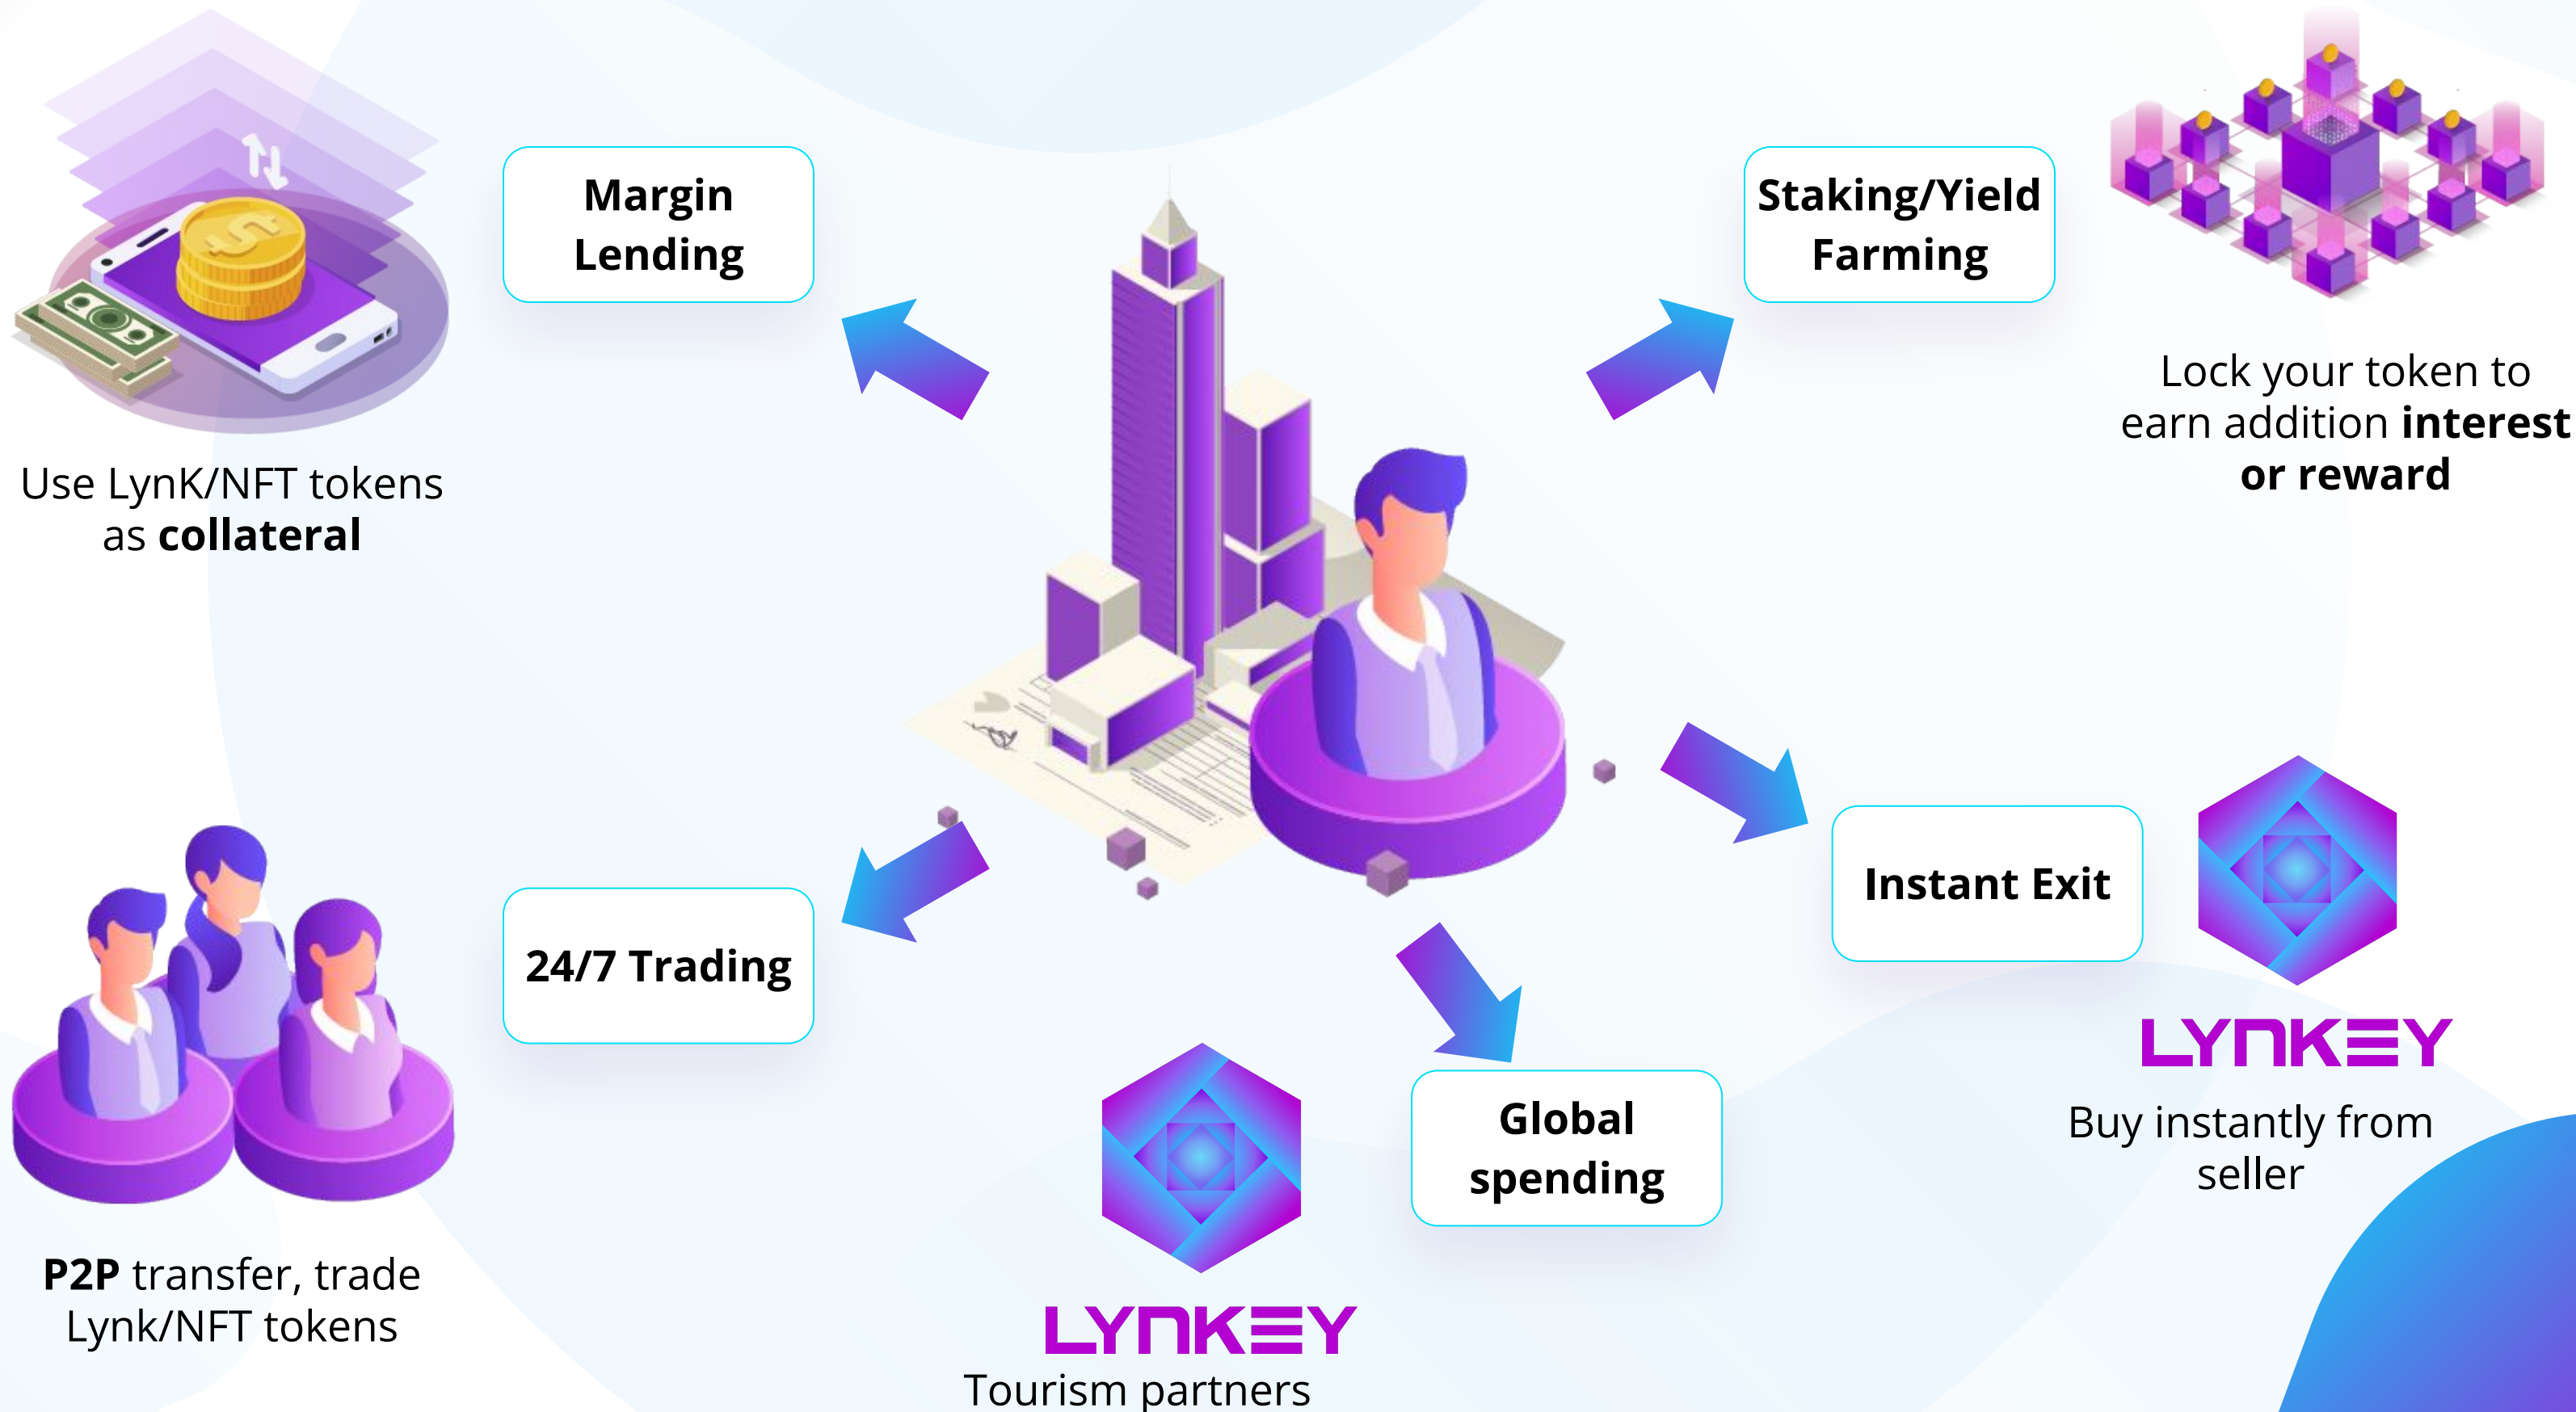 Margin
Lending
Use LynK/NFT tokens
as collateral
Staking/Yield
Farming
Lock your token to
earn addition interest
or reward
24/7 Trading
P2P transfer, trade
Lynk/NFT tokens
Global
spending
LYNKEY
Tourism partners
Instant Exit
LYNKEY
Buy instantly from
seller